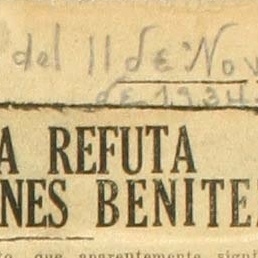 del 11 de Nov
de 1934
A REFUTA
NES BENITE
que aparentemente signi